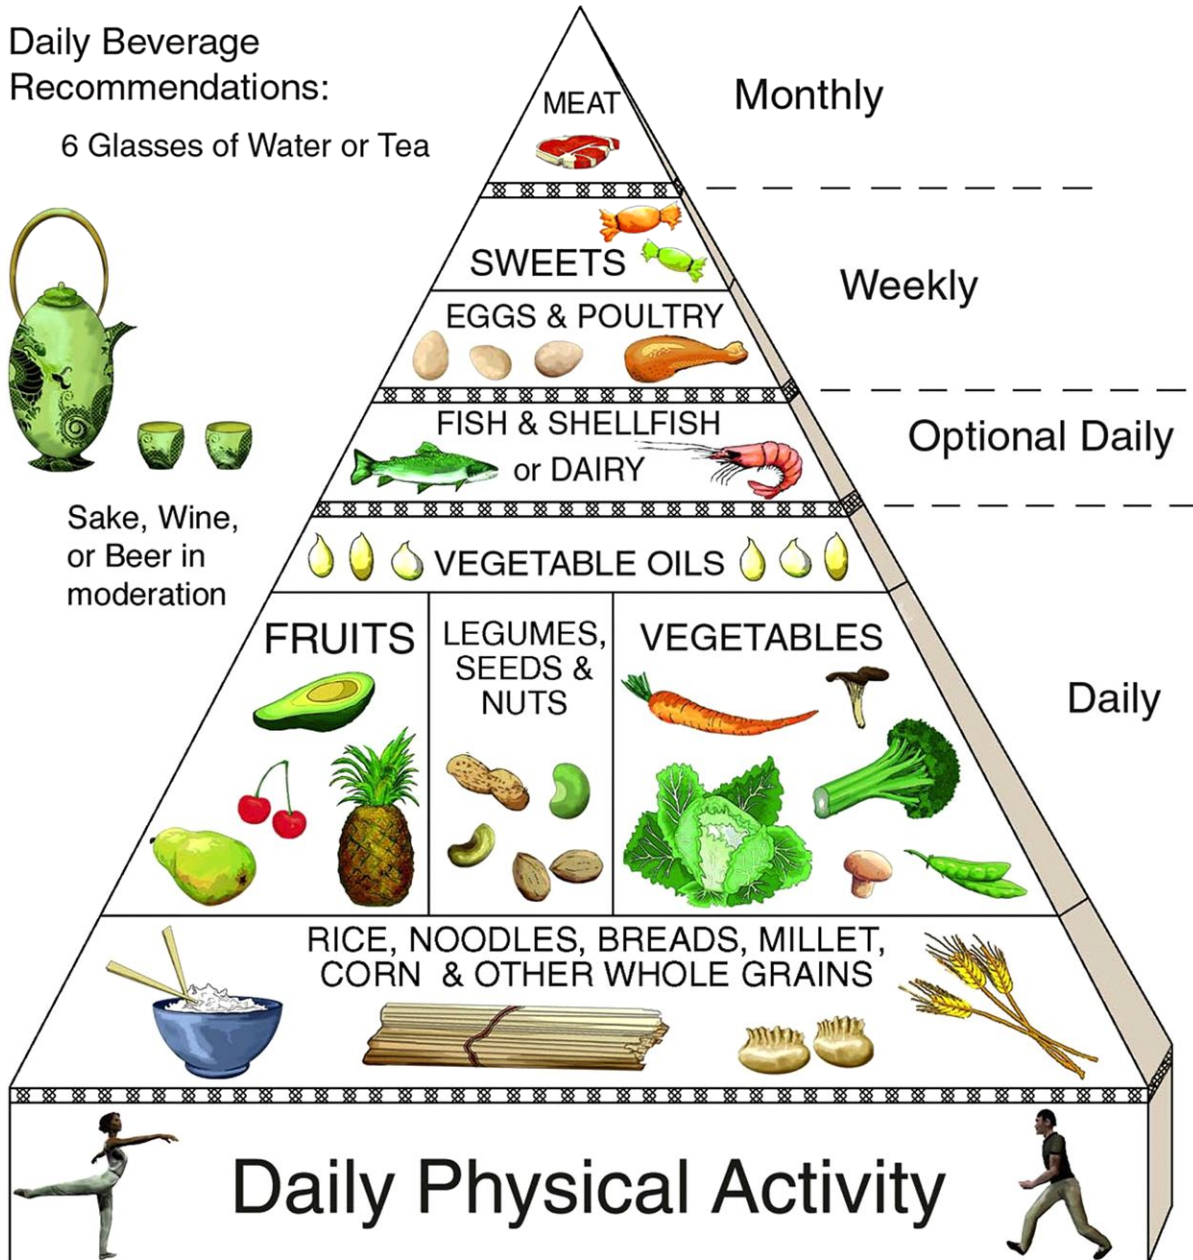 Daily Beverage
Recommendations:
6 Glasses of Water or Tea
Sake, Wine,
or Beer in
moderation
MEAT
Monthly
SWEETS
Weekly
EGGS & POULTRY
FISH & SHELLFISH
or DAIRY
Optional Daily
VEGETABLE OILS
FRUITS
LEGUMES,
SEEDS &
NUTS
VEGETABLES
Daily
RICE, NOODLES, BREADS, MILLET,
CORN & OTHER WHOLE GRAINS
Daily Physical Activity